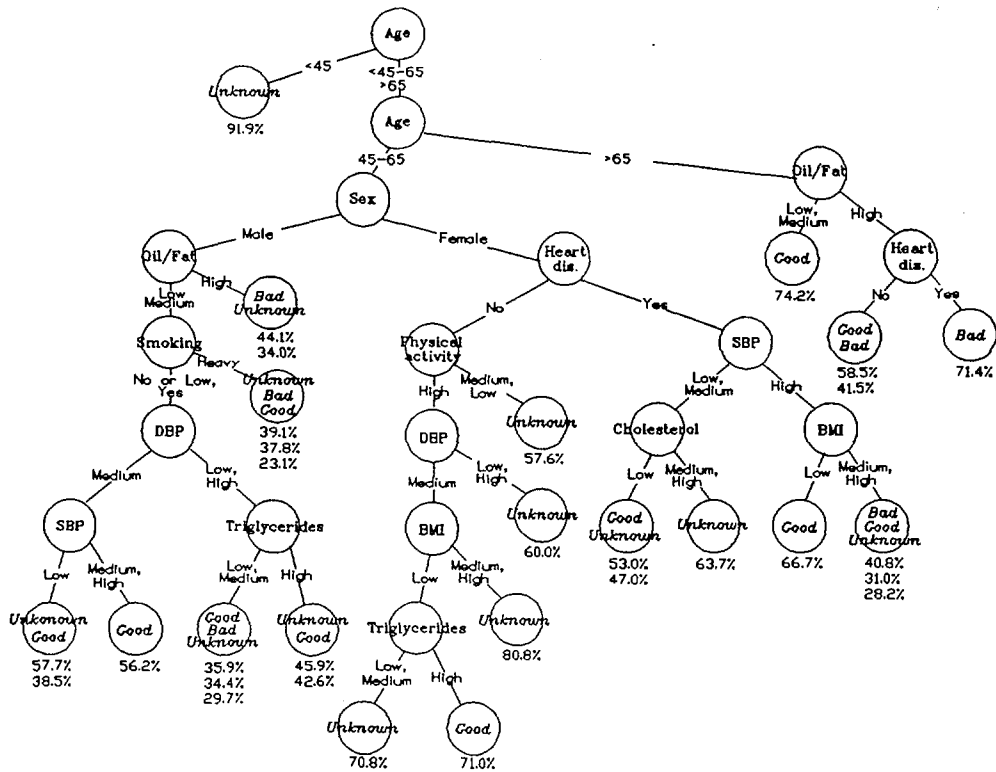 Age
<45
<45-65
>65
Unknown
91.9%
Age
45-65
>65
Oil/Fat
Sex
Low,
Medium
High
Male
Female
Good
74.2%
Heart
dis.
No
Yes
Good
Bad
58.5%
41.5%
Bad
71.4%
Oil/Fat
Low
Medium
High
Bad
Unknown
44.1%
34.0%
Heart
dis.
No
Yes
Smoking
No or Low,
Yes
Heavy
Unknown
Bad
Good
39.1%
37.8%
23.1%
Physical
activity
High
Medium,
Low
Unknown
57.6%
SBP
Low,
Medium
High
DBP
Medium
Low,
High
DBP
Medium
Low,
High
Unknown
60.0%
Cholesterol
Low
Medium,
High
BMI
Low
Medium,
High
SBP
Low
Medium,
High
Triglycerides
Low,
Medium
High
BMI
Low
Medium,
High
Good
Unknown
53.0%
47.0%
Unknown
63.7%
Good
66.7%
Bad
Good
Unknown
40.8%
31.0%
28.2%
Unkonown
Good
57.7%
38.5%
Good
56.2%
Good
Bad
Unknown
35.9%
34.4%
29.7%
Unknown
Good
45.9%
42.6%
Triglycerides
Low,
Medium
High
Unknown
80.8%
Unknown
70.8%
Good
71.0%